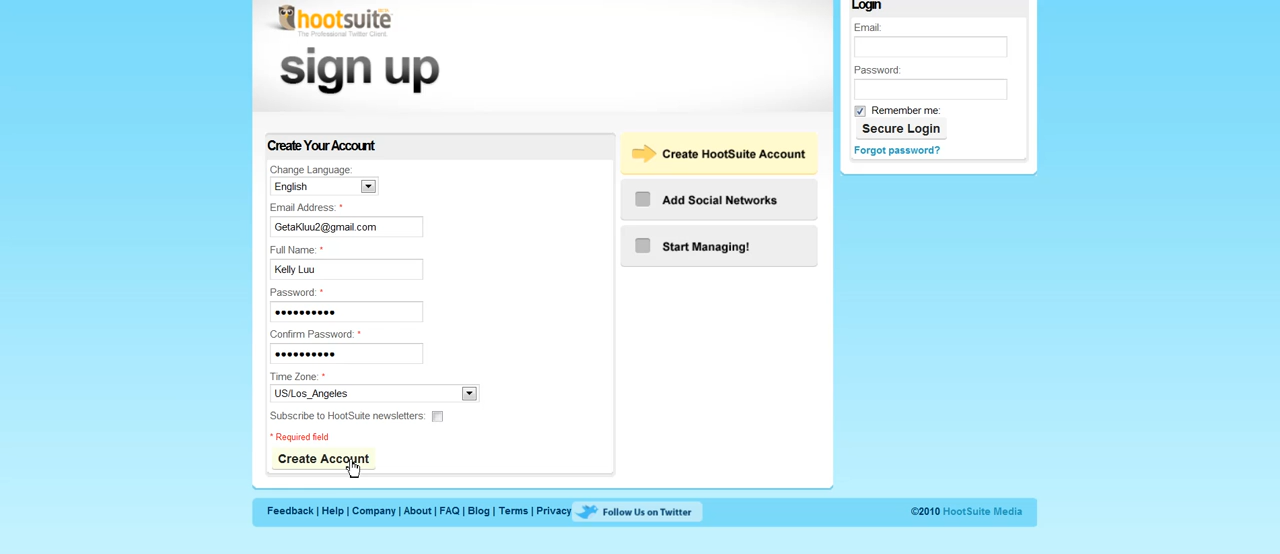 hootsuite
The Professional Twitter Client.
sign up
Create Your Account
Change Language:
English
Email Address: *
GetaKluu2@gmail.com
Full Name: *
Kelly Luu
Password: *
●●●●●●●●●●
Confirm Password: *
●●●●●●●●●●
Time Zone: *
US/Los_Angeles
Subscribe to HootSuite newsletters:
* Required field
Create Account
Create HootSuite Account
Add Social Networks
Start Managing!
Login
Email:
Password:
Remember me:
Secure Login
Forgot password?
Feedback | Help | Company | About | FAQ | Blog | Terms | Privacy
Follow Us on Twitter
©2010 HootSuite Media